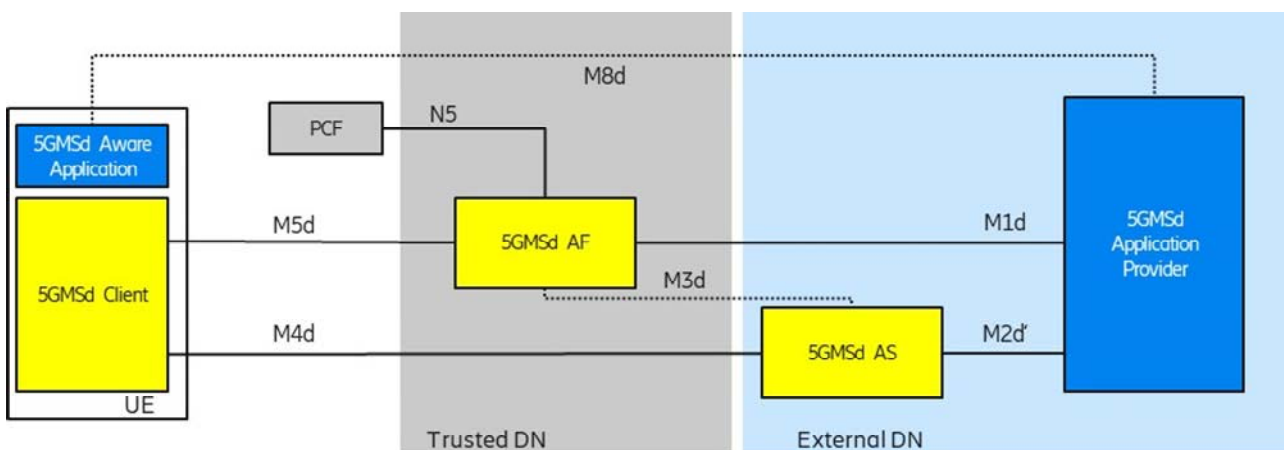 M8d
PCF
N5
5GMSd Aware
Application
M5d
5GMSd AF
M1d
5GMSd
Application
Provider
5GMSd Client
M3d
M4d
5GMSd AS
M2d'
UE
Trusted DN
External DN